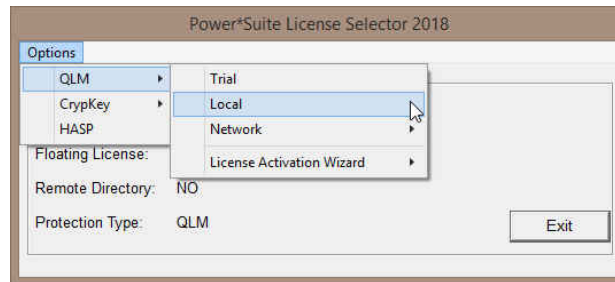 Power*Suite License Selector 2018
Options
QLM Trial
CrypKey Local
HASP Network
Floating License: License Activation Wizard
Remote Directory: NO
Protection Type: QLM
Exit